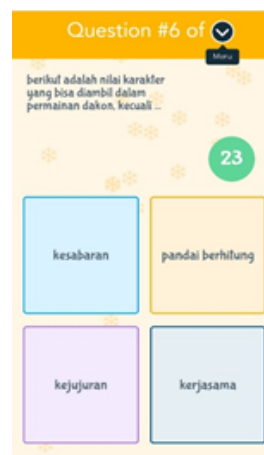 Question #6 of
Menu
berikut adalah nilai karakter
yang bisa diambil dalam
permainan dakon, kecuali ...
23
kesabaran
pandai berhitung
kejujuran
kerjasama